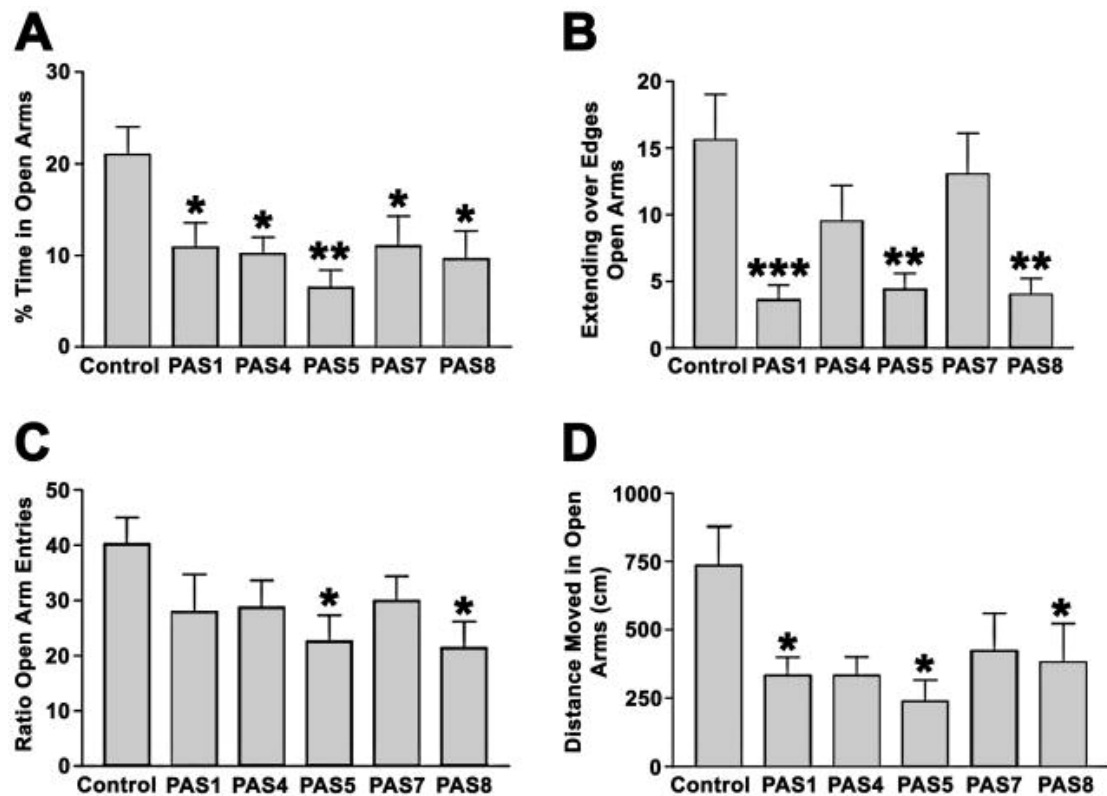 A
% Time in Open Arms
30
20
10
0
*
*
**
*
*
Control PAS1 PAS4 PAS5 PAS7 PAS8
B
Extending over Edges
Open Arms
20
15
10
5
0
***
**
**
Control PAS1 PAS4 PAS5 PAS7 PAS8
C
Ratio Open Arm Entries
50
40
30
20
10
0
*
*
Control PAS1 PAS4 PAS5 PAS7 PAS8
D
Distance Moved in Open
Arms (cm)
1000
750
500
250
0
*
*
*
Control PAS1 PAS4 PAS5 PAS7 PAS8